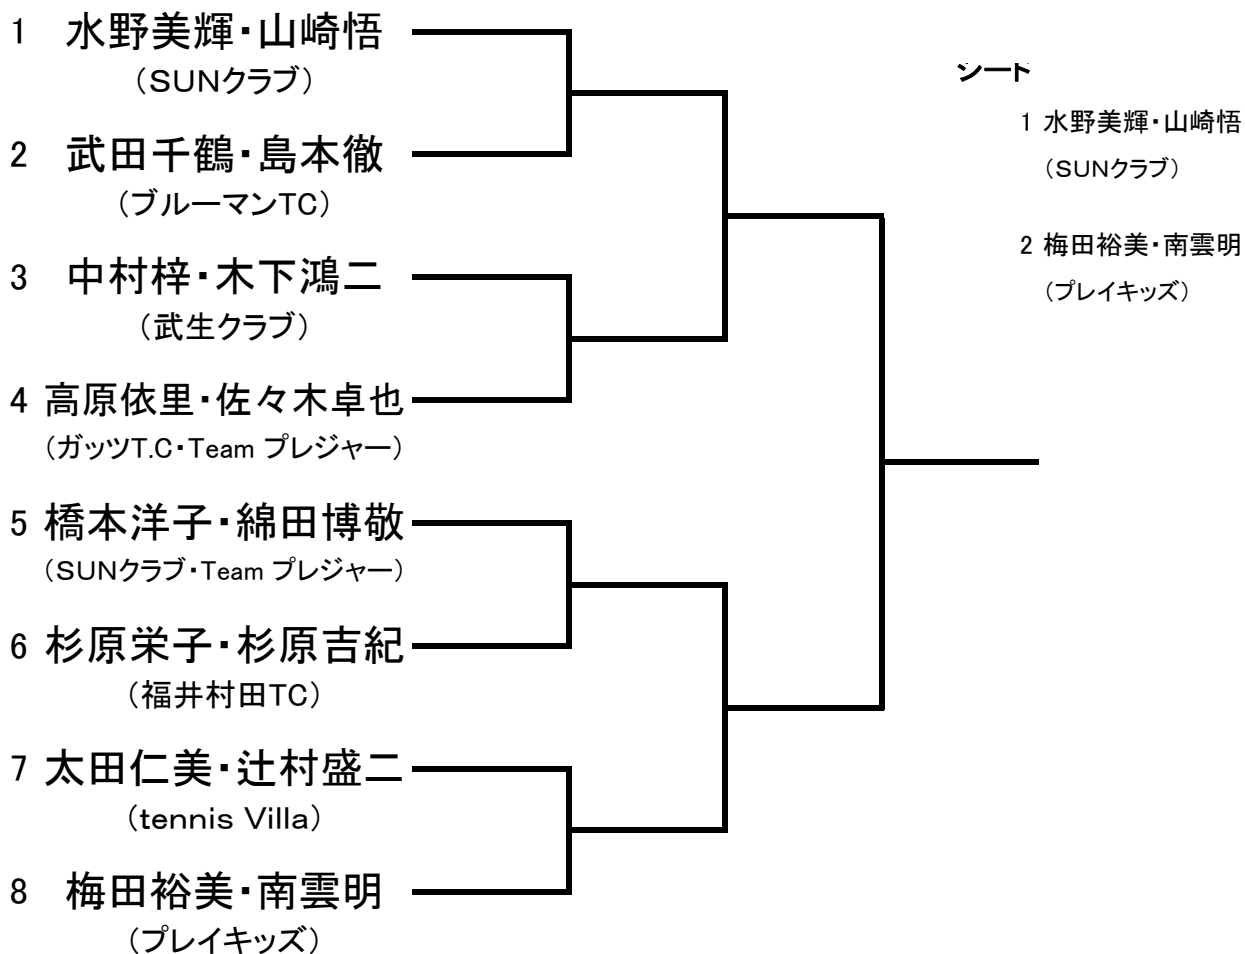 1 水野美輝・山崎悟
（SUNクラブ）
2 武田千鶴・島本徹
（ブルーマンTC）
3 中村梓・木下鴻二
（武生クラブ）
4 高原依里・佐々木卓也
（ガッツT.C・Team プレジャー）
5 橋本洋子・綿田博敬
（SUNクラブ・Team プレジャー）
6 杉原栄子・杉原吉紀
（福井村田TC）
7 太田仁美・辻村盛二
（tennis Villa）
8 梅田裕美・南雲明
（プレイキッズ）
シード
1 水野美輝・山崎悟
（SUNクラブ）
2 梅田裕美・南雲明
（プレイキッズ）